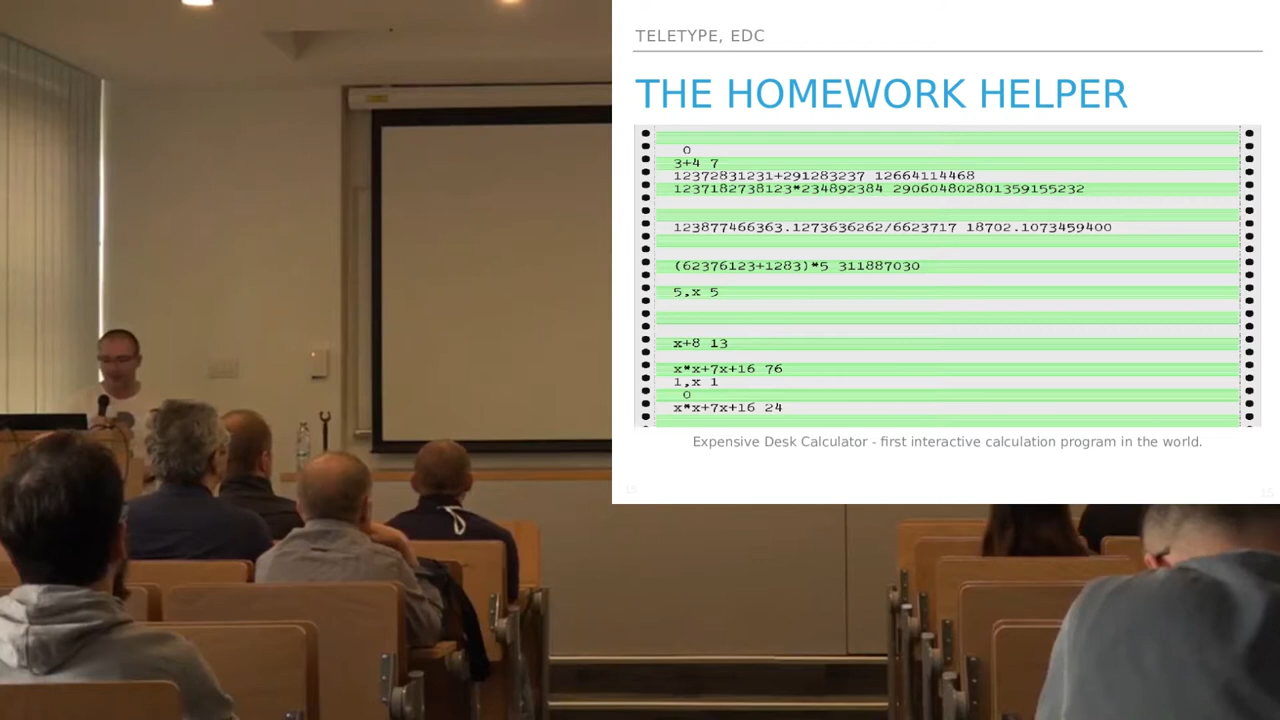 TELETYPE, EDC
THE HOMEWORK HELPER
0
3+4 7
12372831231+291283237 12664114468
1237182738123*234892384 290604802801359155232
123877466363.1273636262/6623717 18702.1073459400
(62376123+1283)*5 311887030
5,x 5
x+8 13
x*x+7x+16 76
1,x 1
0
x*x+7x+16 24
Expensive Desk Calculator - first interactive calculation program in the world.
15
15